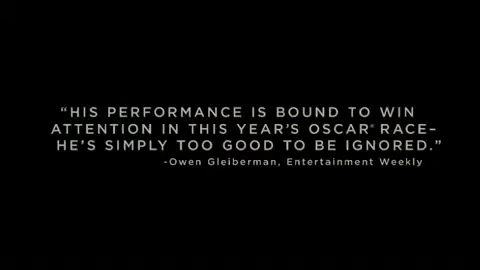 “HIS PERFORMANCE IS BOUND TO WIN
ATTENTION IN THIS YEAR’S OSCAR® RACE–
HE’S SIMPLY TOO GOOD TO BE IGNORED.”
-Owen Gleiberman, Entertainment Weekly